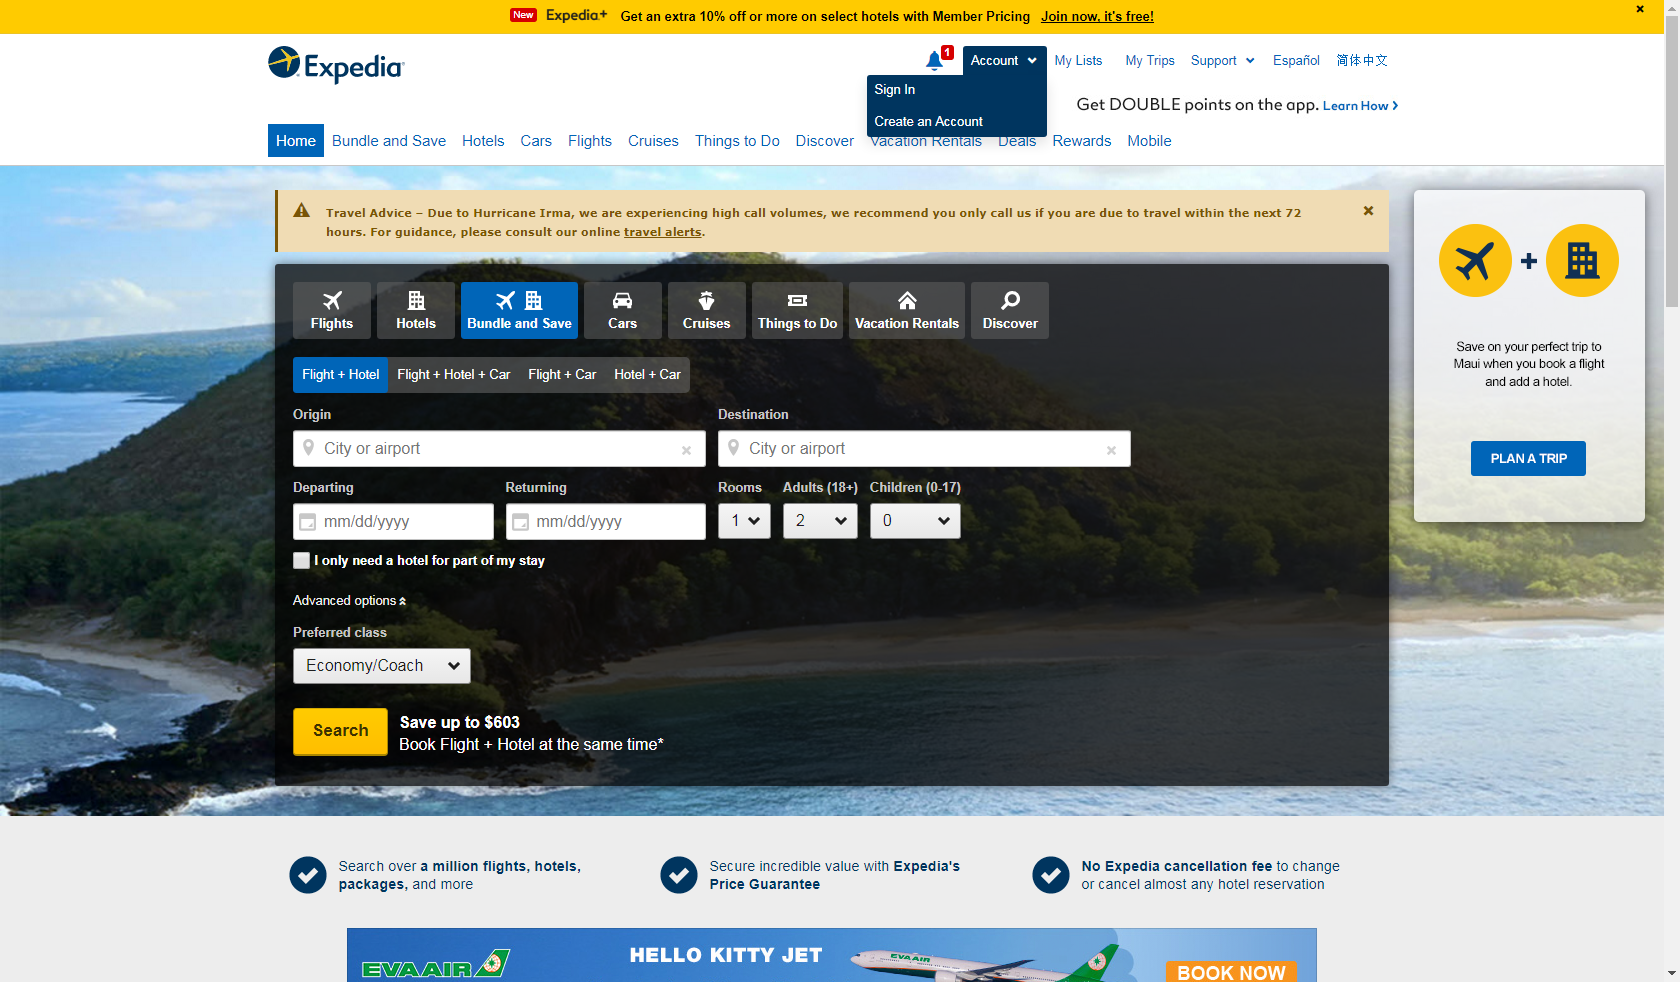 New Expedia+ Get an extra 10% off or more on select hotels with Member Pricing Join now, it's free!
Expedia
1 Account My Lists My Trips Support Español 简体中文
Sign In
Create an Account
Get DOUBLE points on the app. Learn How
Home Bundle and Save Hotels Cars Flights Cruises Things to Do Discover Vacation Rentals Deals Rewards Mobile
Travel Advice – Due to Hurricane Irma, we are experiencing high call volumes, we recommend you only call us if you are due to travel within the next 72
hours. For guidance, please consult our online travel alerts.
Flights Hotels Bundle and Save Cars Cruises Things to Do Vacation Rentals Discover
Flight + Hotel Flight + Hotel + Car Flight + Car Hotel + Car
Origin Destination
City or airport City or airport
Departing Returning Rooms Adults (18+) Children (0-17)
mm/dd/yyyy mm/dd/yyyy 1 2 0
I only need a hotel for part of my stay
Advanced options
Preferred class
Economy/Coach
Search
Save up to $603
Book Flight + Hotel at the same time*
Save on your perfect trip to
Maui when you book a flight
and add a hotel.
PLAN A TRIP
Search over a million flights, hotels,
packages, and more
Secure incredible value with Expedia's
Price Guarantee
No Expedia cancellation fee to change
or cancel almost any hotel reservation
EVA AIR
HELLO KITTY JET
EVA AIR
BOOK NOW